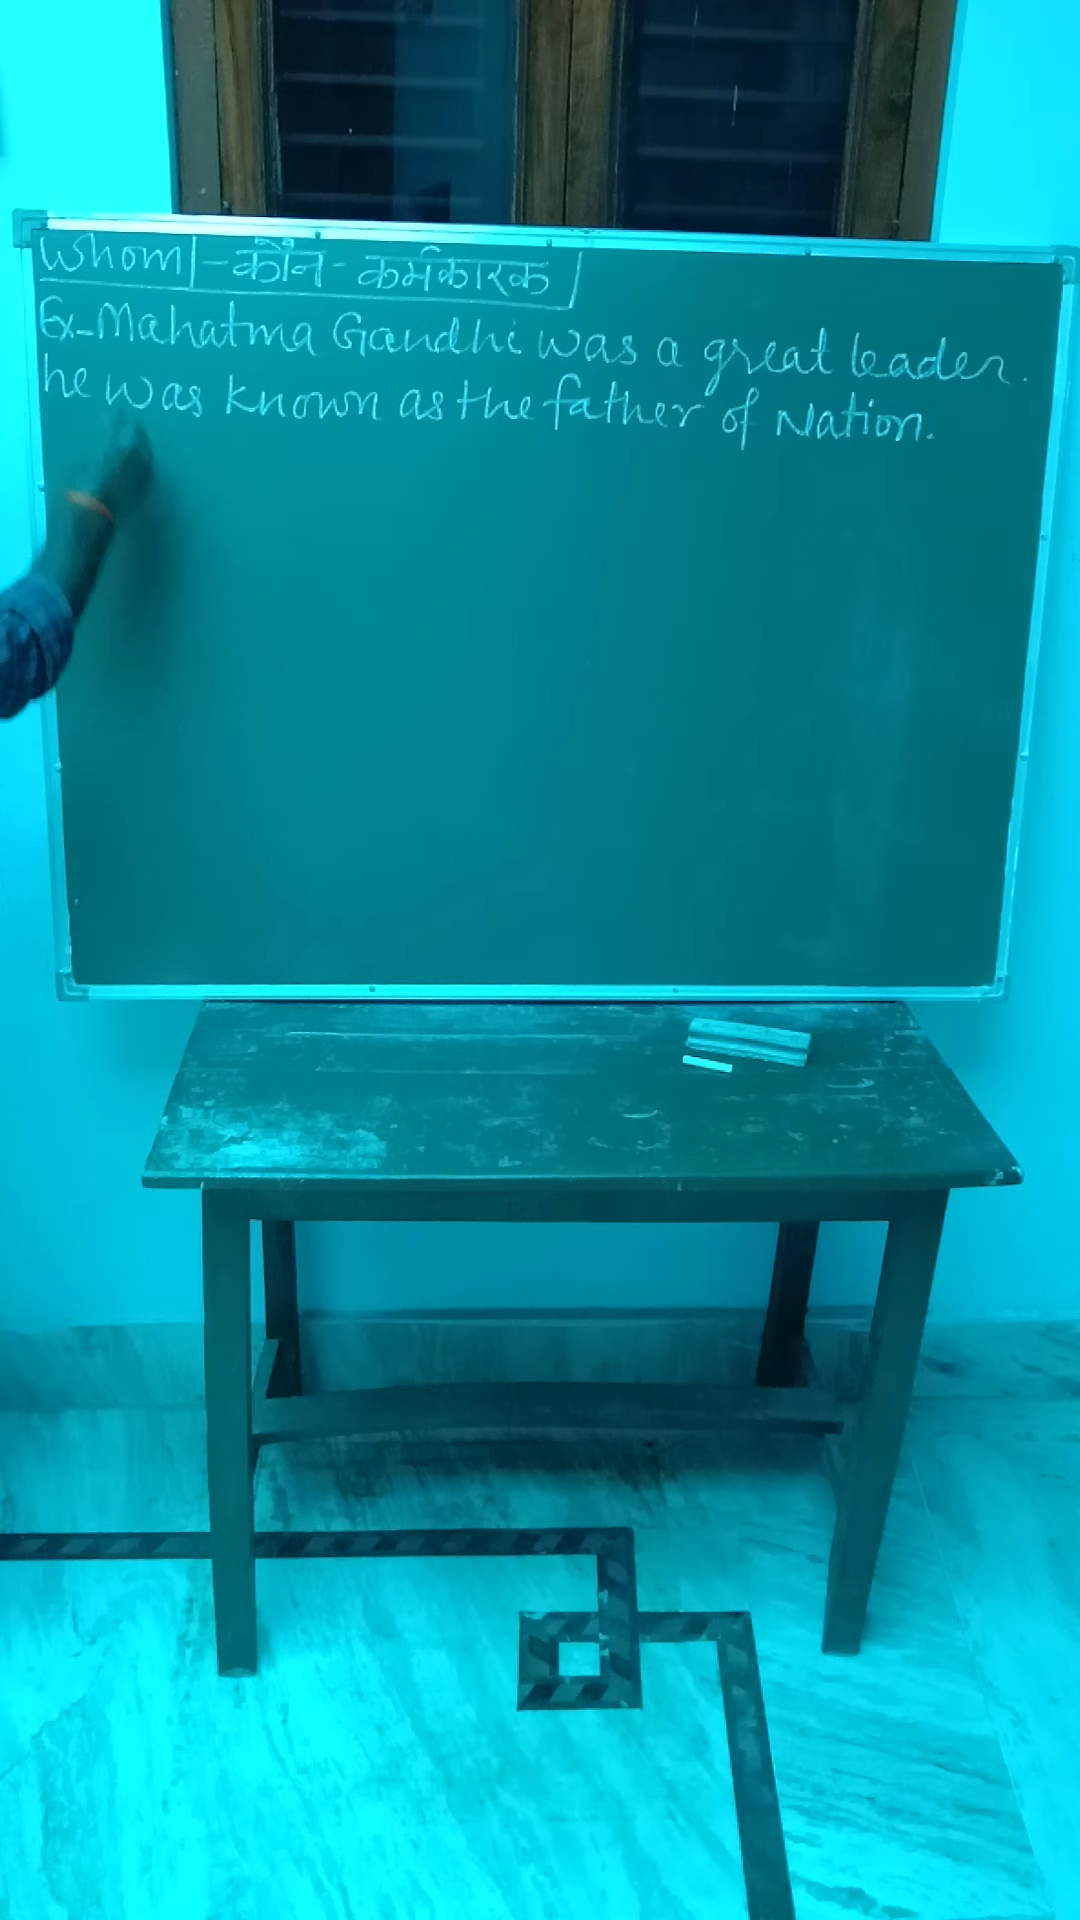 Whom - कौन - कर्मकारक
Ex-Mahatma Gandhi was a great leader.
he was known as the father of Nation.